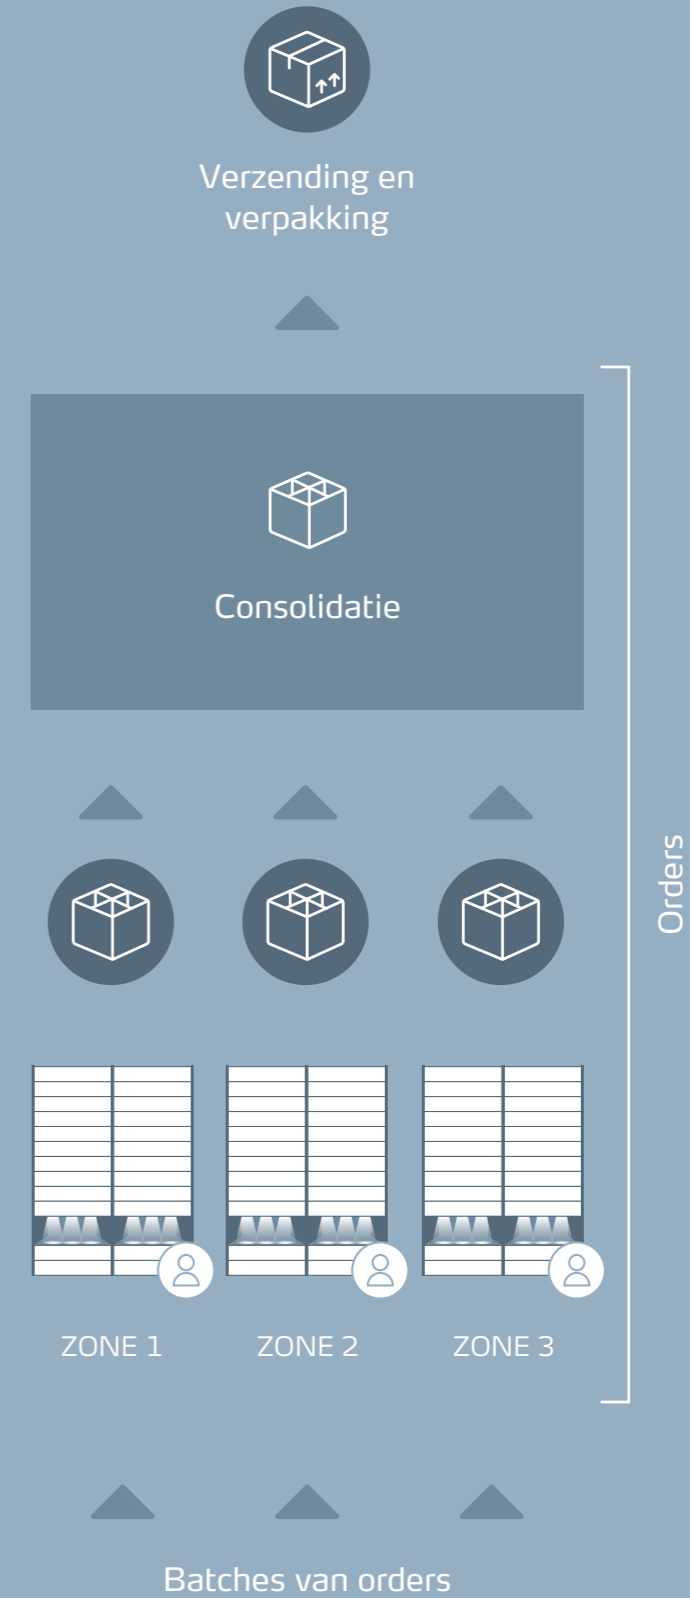 Verzending en
verpakking
Consolidatie
Orders
ZONE 1
ZONE 2
ZONE 3
Batches van orders